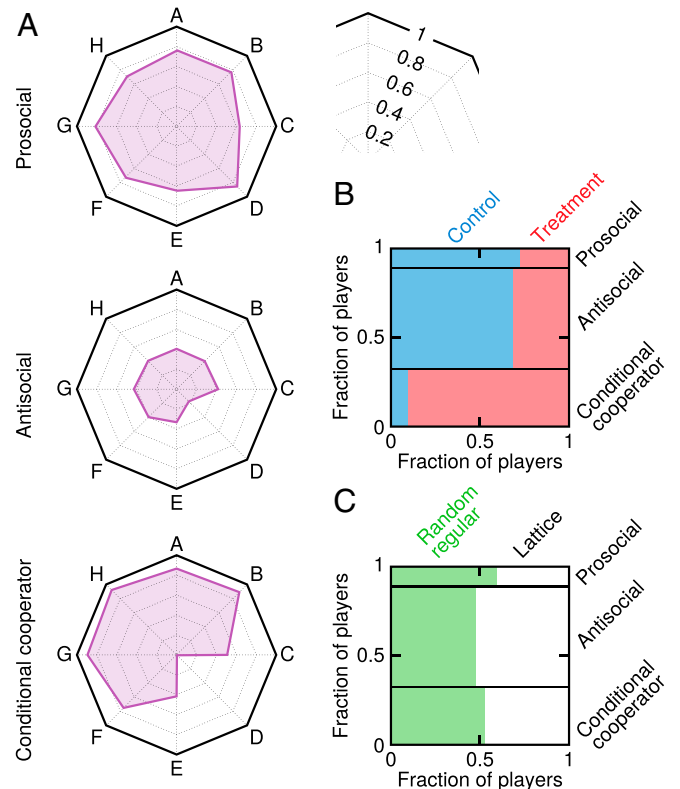 A
Prosocial
A
B
C
D
E
F
G
H
1
0.8
0.6
0.4
0.2
Antisocial
A
B
C
D
E
F
G
H
Conditional cooperator
A
B
C
D
E
F
G
H
B
Control
Treatment
Fraction of players
1
0.5
0
0
0.5
1
Fraction of players
Prosocial
Antisocial
Conditional
cooperator
C
Random
regular
Lattice
Fraction of players
1
0.5
0
0
0.5
1
Fraction of players
Prosocial
Antisocial
Conditional
cooperator